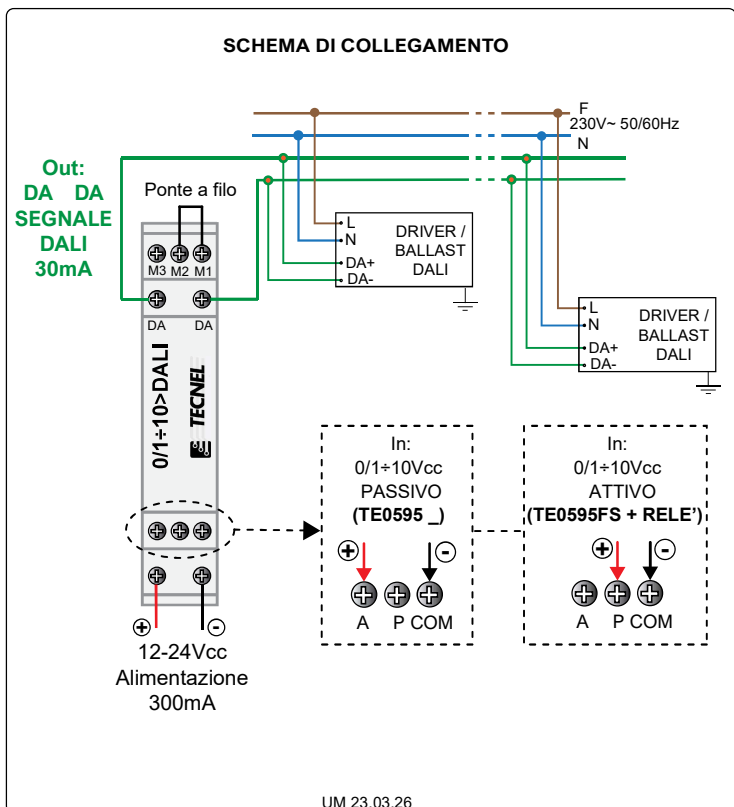 SCHEMA DI COLLEGAMENTO
F
230V~ 50/60Hz
N
Out:
DA DA
SEGNALE
DALI
30mA
Ponte a filo
M3 M2 M1
DA DA
0/1÷10>DALI
TECNEL
L
N
DA+
DA-
DRIVER /
BALLAST
DALI
L
N
DA+
DA-
DRIVER /
BALLAST
DALI
In:
0/1÷10Vcc
PASSIVO
(TE0595 _)
+ -
A P COM
In:
0/1÷10Vcc
ATTIVO
(TE0595FS + RELE')
+ -
A P COM
+ -
12-24Vcc
Alimentazione
300mA
UM 23.03.26